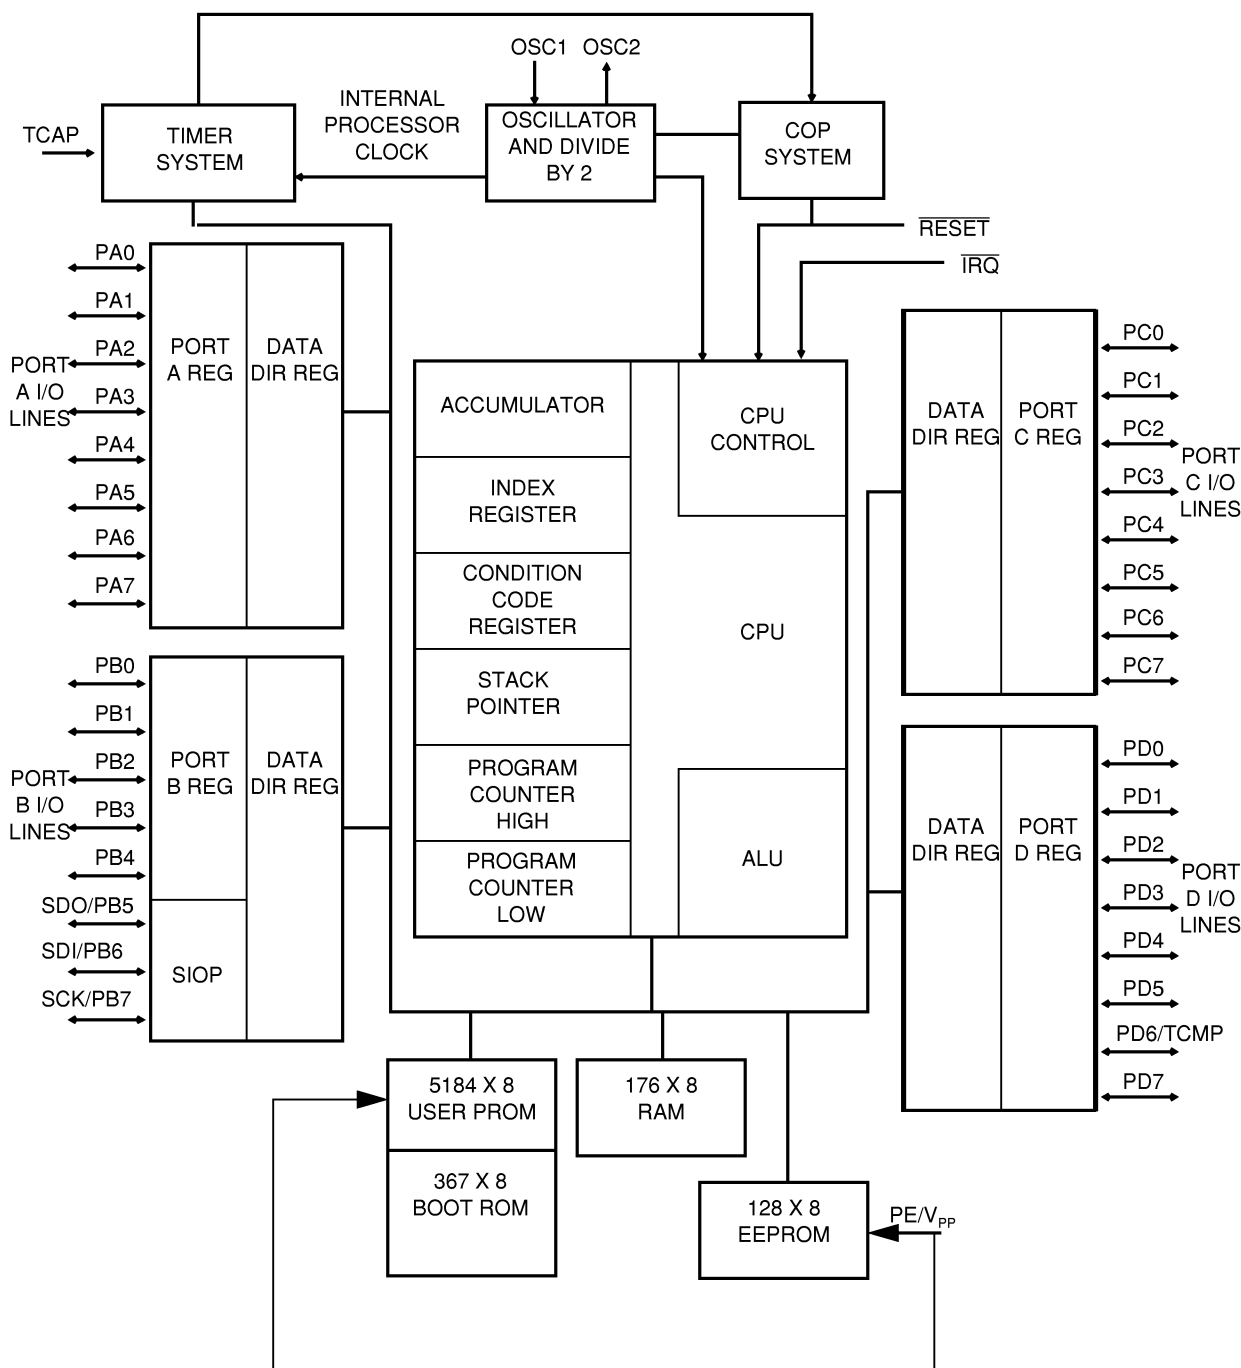 OSC1 OSC2
TCAP
TIMER
SYSTEM
INTERNAL
PROCESSOR
CLOCK
OSCILLATOR
AND DIVIDE
BY 2
COP
SYSTEM
RESET
IRQ
PORT
A I/O
LINES
PA0
PA1
PA2
PA3
PA4
PA5
PA6
PA7
PORT
A REG
DATA
DIR REG
PORT
B I/O
LINES
PB0
PB1
PB2
PB3
PB4
SDO/PB5
SDI/PB6
SCK/PB7
PORT
B REG
DATA
DIR REG
SIOP
ACCUMULATOR
INDEX
REGISTER
CONDITION
CODE
REGISTER
STACK
POINTER
PROGRAM
COUNTER
HIGH
PROGRAM
COUNTER
LOW
CPU
CONTROL
CPU
ALU
DATA
DIR REG
PORT
C REG
PC0
PC1
PC2
PC3
PC4
PC5
PC6
PC7
PORT
C I/O
LINES
DATA
DIR REG
PORT
D REG
PD0
PD1
PD2
PD3
PD4
PD5
PD6/TCMP
PD7
PORT
D I/O
LINES
5184 X 8
USER PROM
367 X 8
BOOT ROM
176 X 8
RAM
128 X 8
EEPROM
PE/VPP